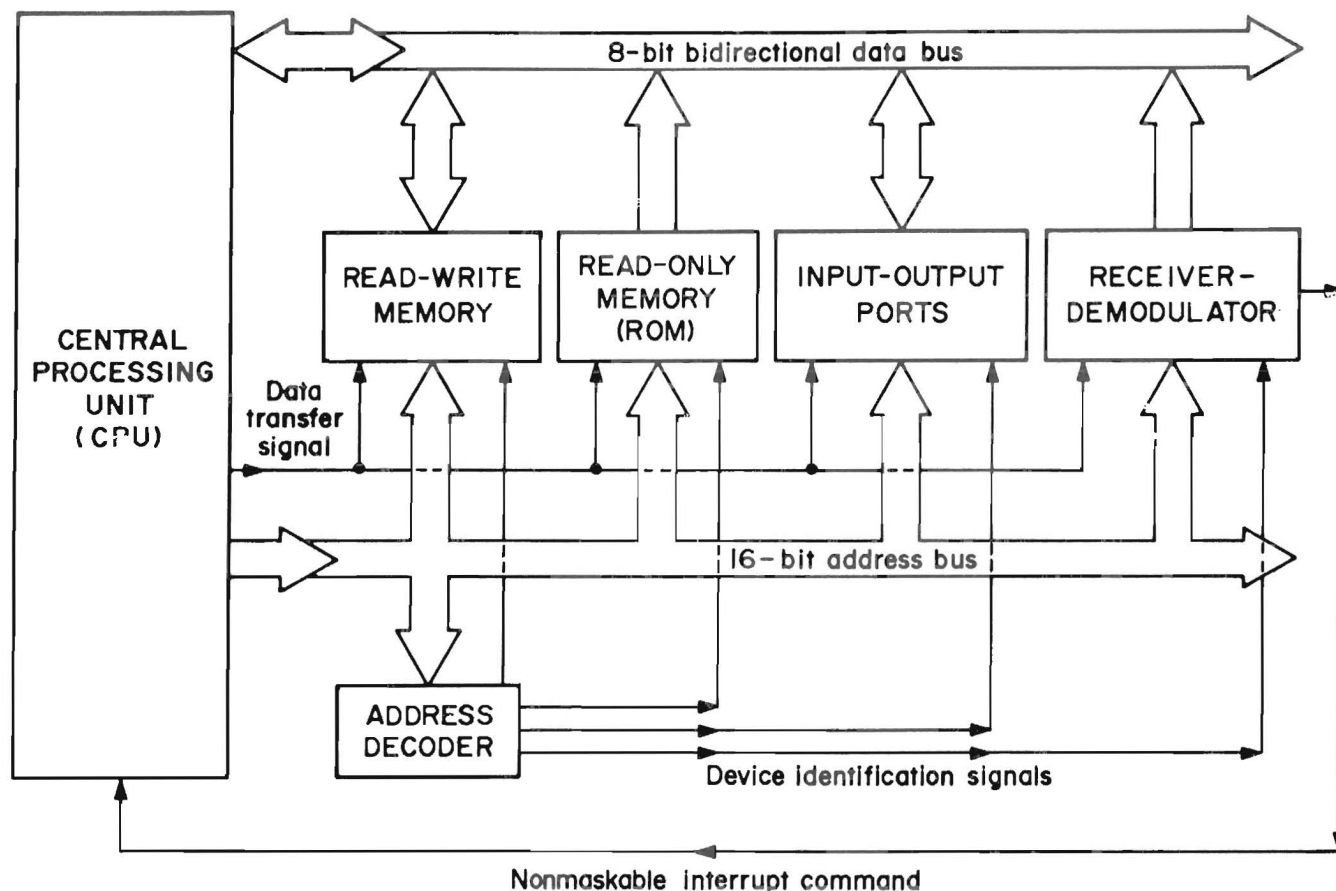 8-bit bidirectional data bus
READ-WRITE
MEMORY
READ-ONLY
MEMORY
(ROM)
INPUT-OUTPUT
PORTS
RECEIVER-
DEMODULATOR
CENTRAL
PROCESSING
UNIT
(CPU)
Data
transfer
signal
16-bit address bus
ADDRESS
DECODER
Device identification signals
Nonmaskable interrupt command